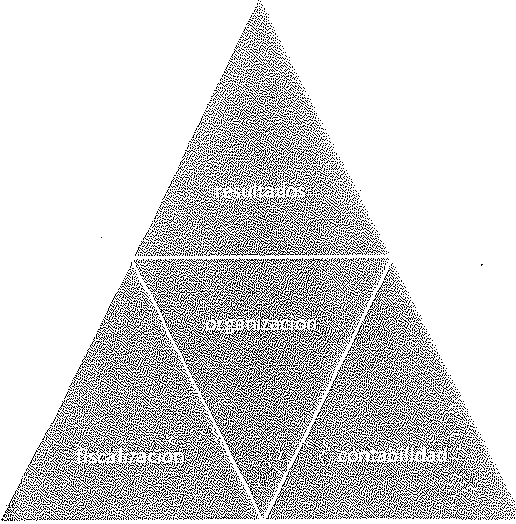 resultados
organización
fiscalización
contabilidad